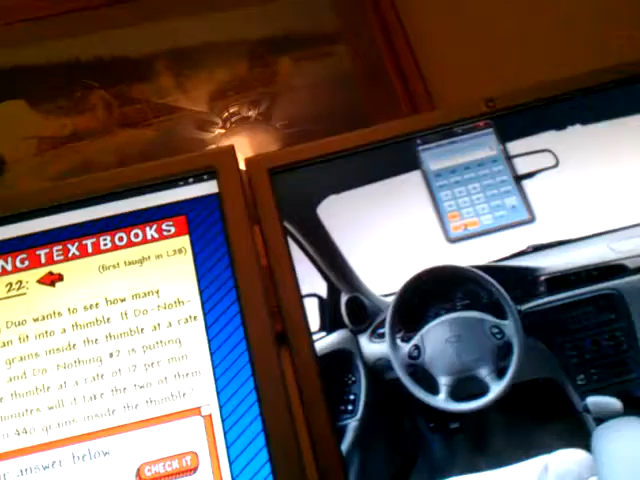 NG TEXTBOOKS
(first taught in L38)
22:
Duo wants to see how many
an fit into a thimble. If Do-Noth-
grains inside the thimble at a rate
and Do-Nothing #2 is putting
e thimble at a rate of 17 per min
minutes will it take the two of them
440 grains inside the thimble?
r answer below
CHECK IT